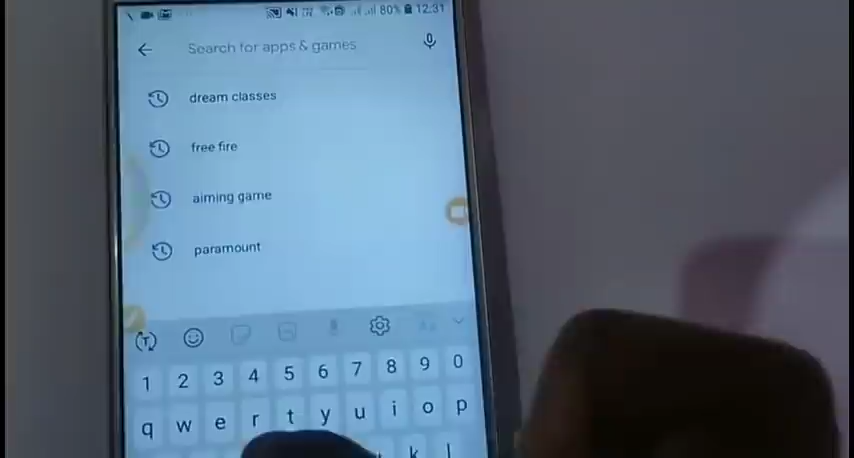 80% 12:31
Search for apps & games
dream classes
free fire
aiming game
paramount
1 2 3 4 5 6 7 8 9 0
q w e r t y u i o p
k l